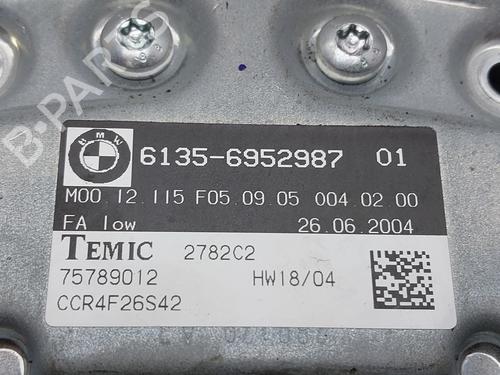 B-PARTS
BMW
6135-6952987 01
M00.12.115 F05.09.05 004.02.00
FA low 26.06.2004
TEMIC 2782C2
75789012 HW18/04
CCR4F26S42